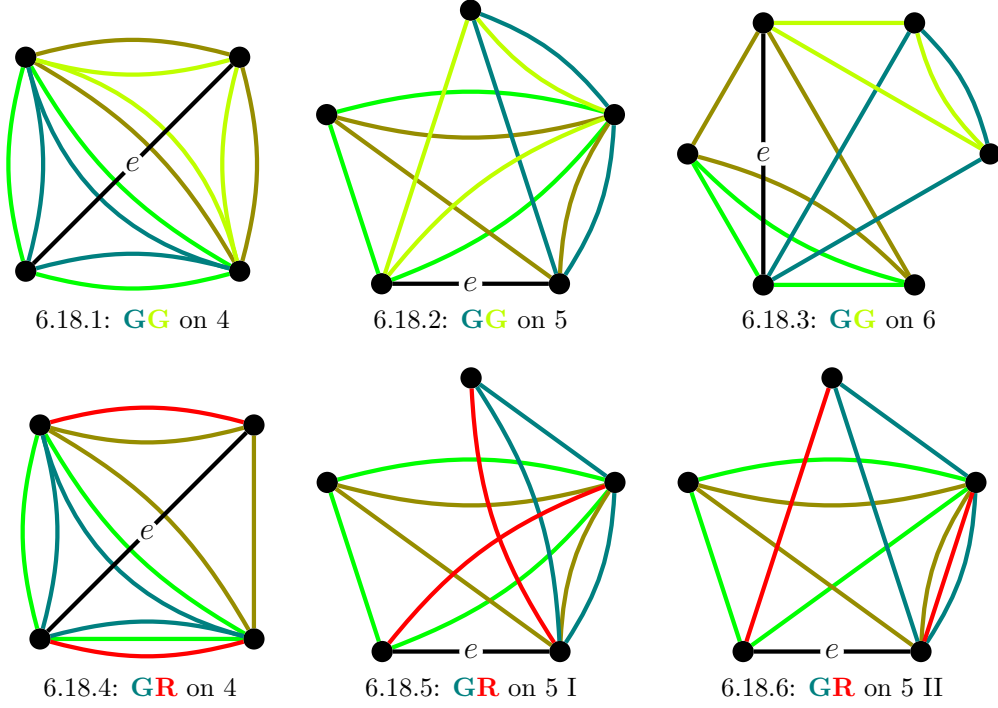 e
e
e
6.18.1: GG on 4
6.18.2: GG on 5
6.18.3: GG on 6
e
e
e
6.18.4: GR on 4
6.18.5: GR on 5 I
6.18.6: GR on 5 II